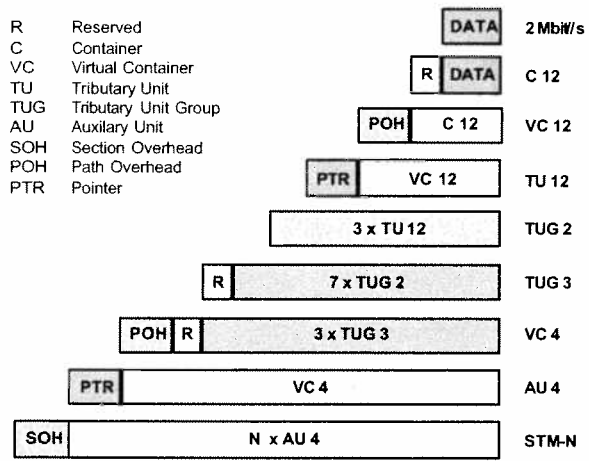 R Reserved
C Container
VC Virtual Container
TU Tributary Unit
TUG Tributary Unit Group
AU Auxilary Unit
SOH Section Overhead
POH Path Overhead
PTR Pointer
DATA 2 Mbit//s
R DATA C 12
POH C 12 VC 12
PTR VC 12 TU 12
3 x TU 12 TUG 2
R 7 x TUG 2 TUG 3
POH R 3 x TUG 3 VC 4
PTR VC 4 AU 4
SOH N x AU 4 STM-N